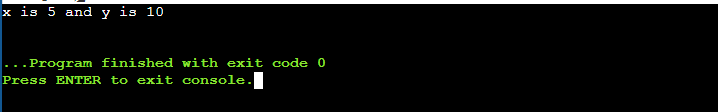 x is 5 and y is 10
...Program finished with exit code 0
Press ENTER to exit console.